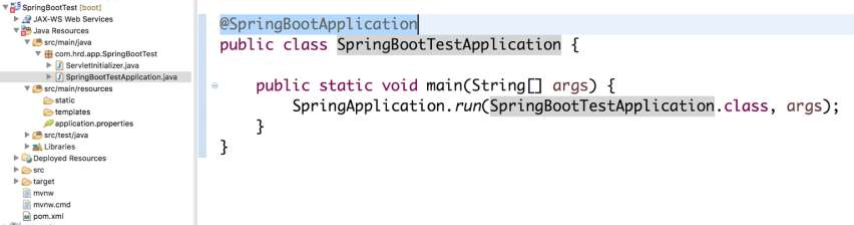 SpringBootTest [boot]
JAX-WS Web Services
Java Resources
src/main/java
com.hrd.app.SpringBootTest
ServletInitializer.java
SpringBootTestApplication.java
src/main/resources
static
templates
application.properties
src/test/java
Libraries
Deployed Resources
src
target
mvnw
mvnw.cmd
pom.xml
@SpringBootApplication
public class SpringBootTestApplication {
public static void main(String[] args) {
SpringApplication.run(SpringBootTestApplication.class, args);
}
}